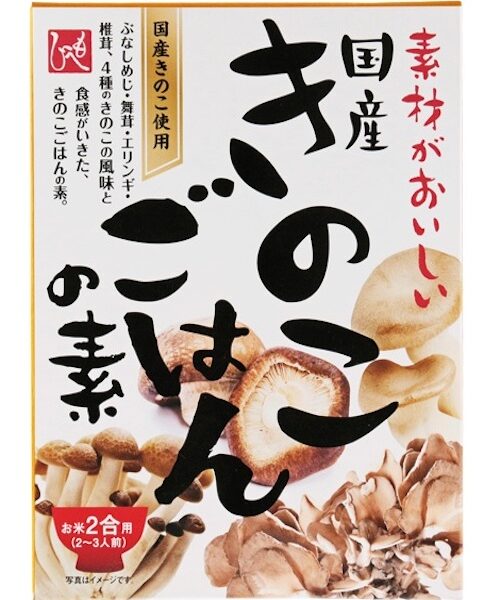 素材がおいしい
国産
きのこ
ごはん
の素
国産きのこ使用
ぶなしめじ・舞茸・エリンギ・
椎茸、4種のきのこの風味と
食感がいきた、
きのこごはんの素。
もへじ
お米2合用
(2〜3人前)
写真はイメージです。